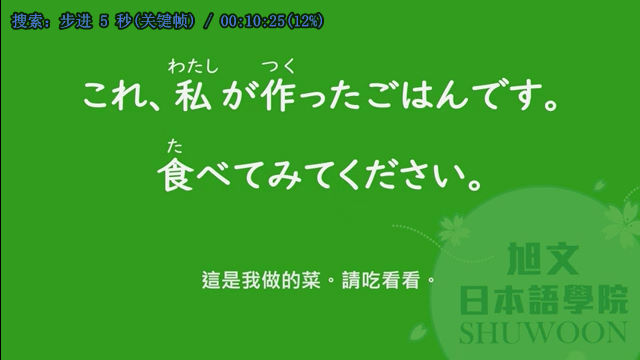 搜索: 步进 5 秒(关键帧) / 00:10:25(12%)
わたし つく
これ、私が作ったごはんです。
た
食べてみてください。
這是我做的菜。請吃看看。
旭文
日本語學院
SHUWOON